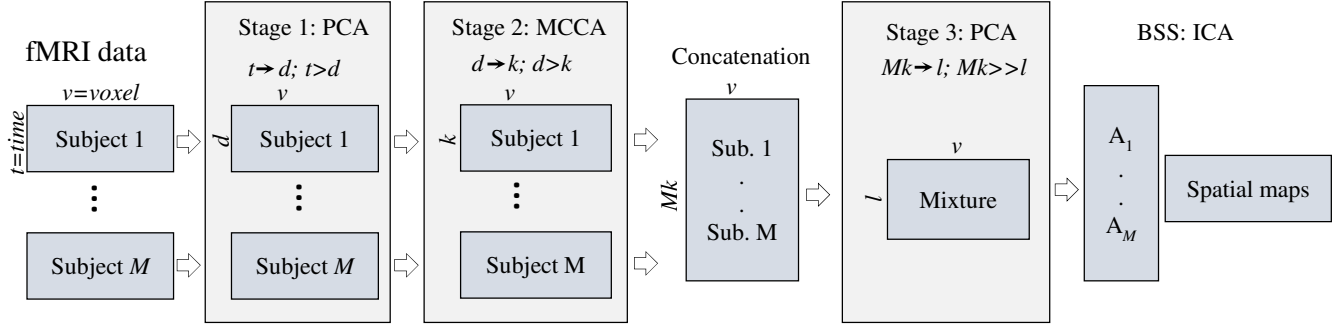 fMRI data
v=voxel
t=time
Subject 1
⋮
Subject M
Stage 1: PCA
t→d; t>d
v
d
Subject 1
⋮
Subject M
Stage 2: MCCA
d→k; d>k
v
k
Subject 1
⋮
Subject M
Concatenation
v
Mk
Sub. 1
.
.
Sub. M
Stage 3: PCA
Mk→l; Mk>>l
v
l
Mixture
BSS: ICA
A₁
.
.
A_M
Spatial maps